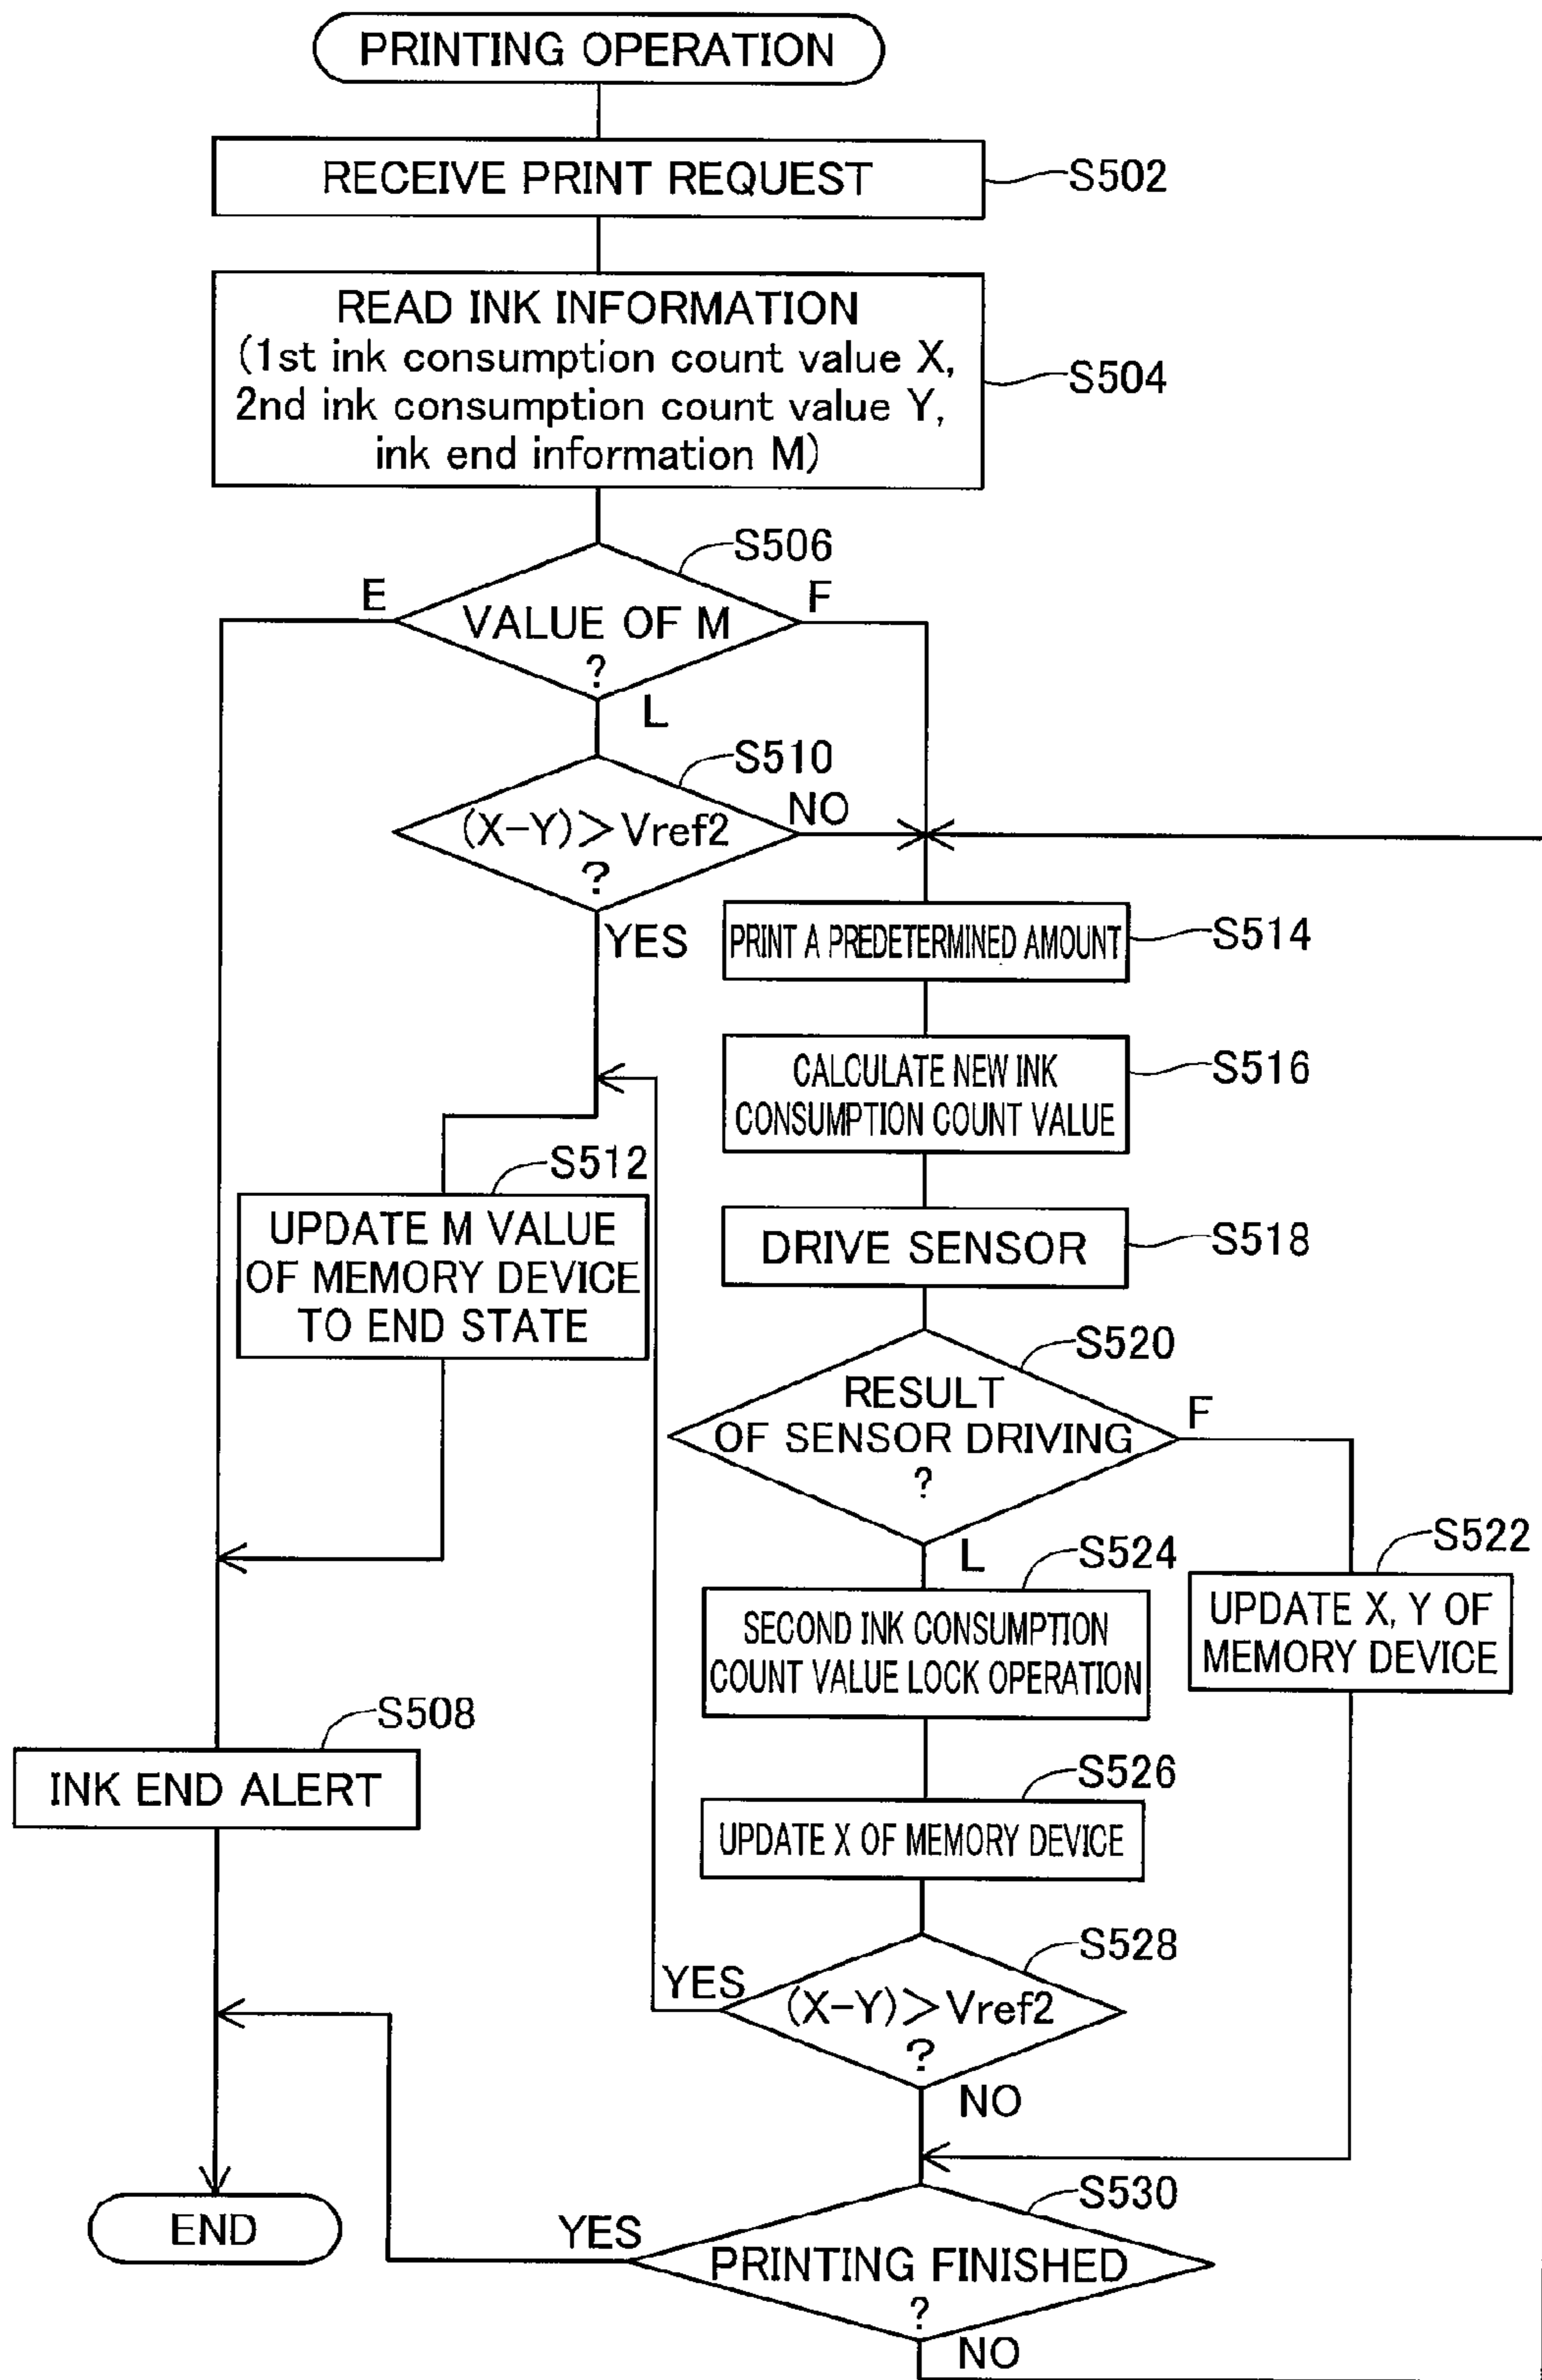 PRINTING OPERATION
RECEIVE PRINT REQUEST
S502
READ INK INFORMATION
(1st ink consumption count value X,
2nd ink consumption count value Y,
ink end information M)
S504
S506
E
F
VALUE OF M
?
L
S510
(X-Y)>Vref2
?
NO
YES
PRINT A PREDETERMINED AMOUNT
S514
CALCULATE NEW INK
CONSUMPTION COUNT VALUE
S516
S512
UPDATE M VALUE
OF MEMORY DEVICE
TO END STATE
DRIVE SENSOR
S518
S520
RESULT
OF SENSOR DRIVING
?
F
L
S524
SECOND INK CONSUMPTION
COUNT VALUE LOCK OPERATION
S522
UPDATE X, Y OF
MEMORY DEVICE
S508
INK END ALERT
S526
UPDATE X OF MEMORY DEVICE
S528
YES
(X-Y)>Vref2
?
NO
S530
END
YES
PRINTING FINISHED
?
NO